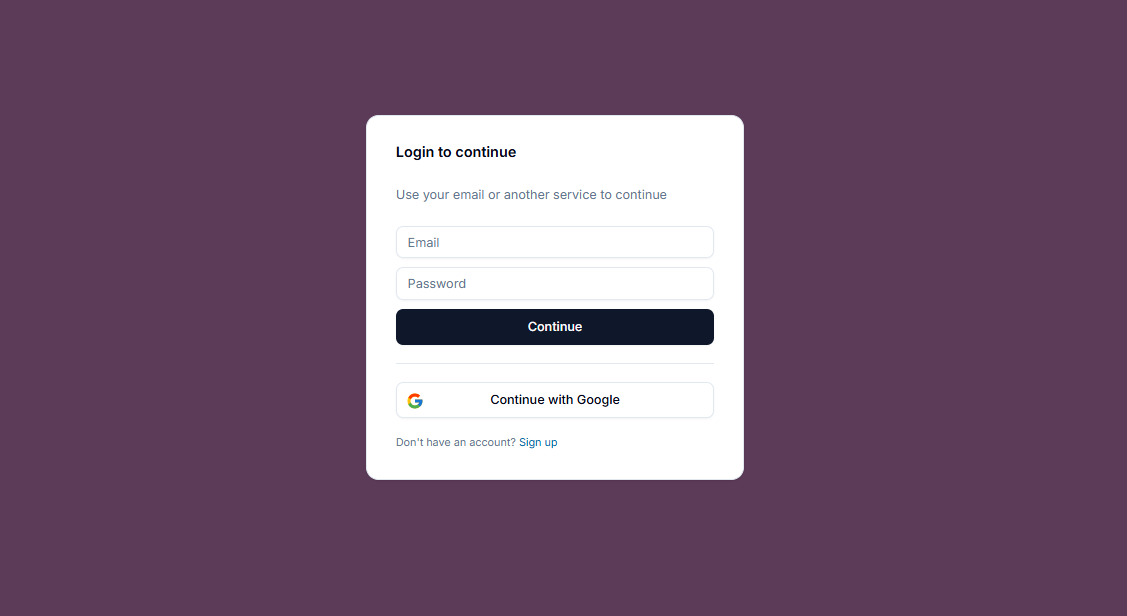 Login to continue
Use your email or another service to continue
Email
Password
Continue
Continue with Google
Don't have an account? Sign up